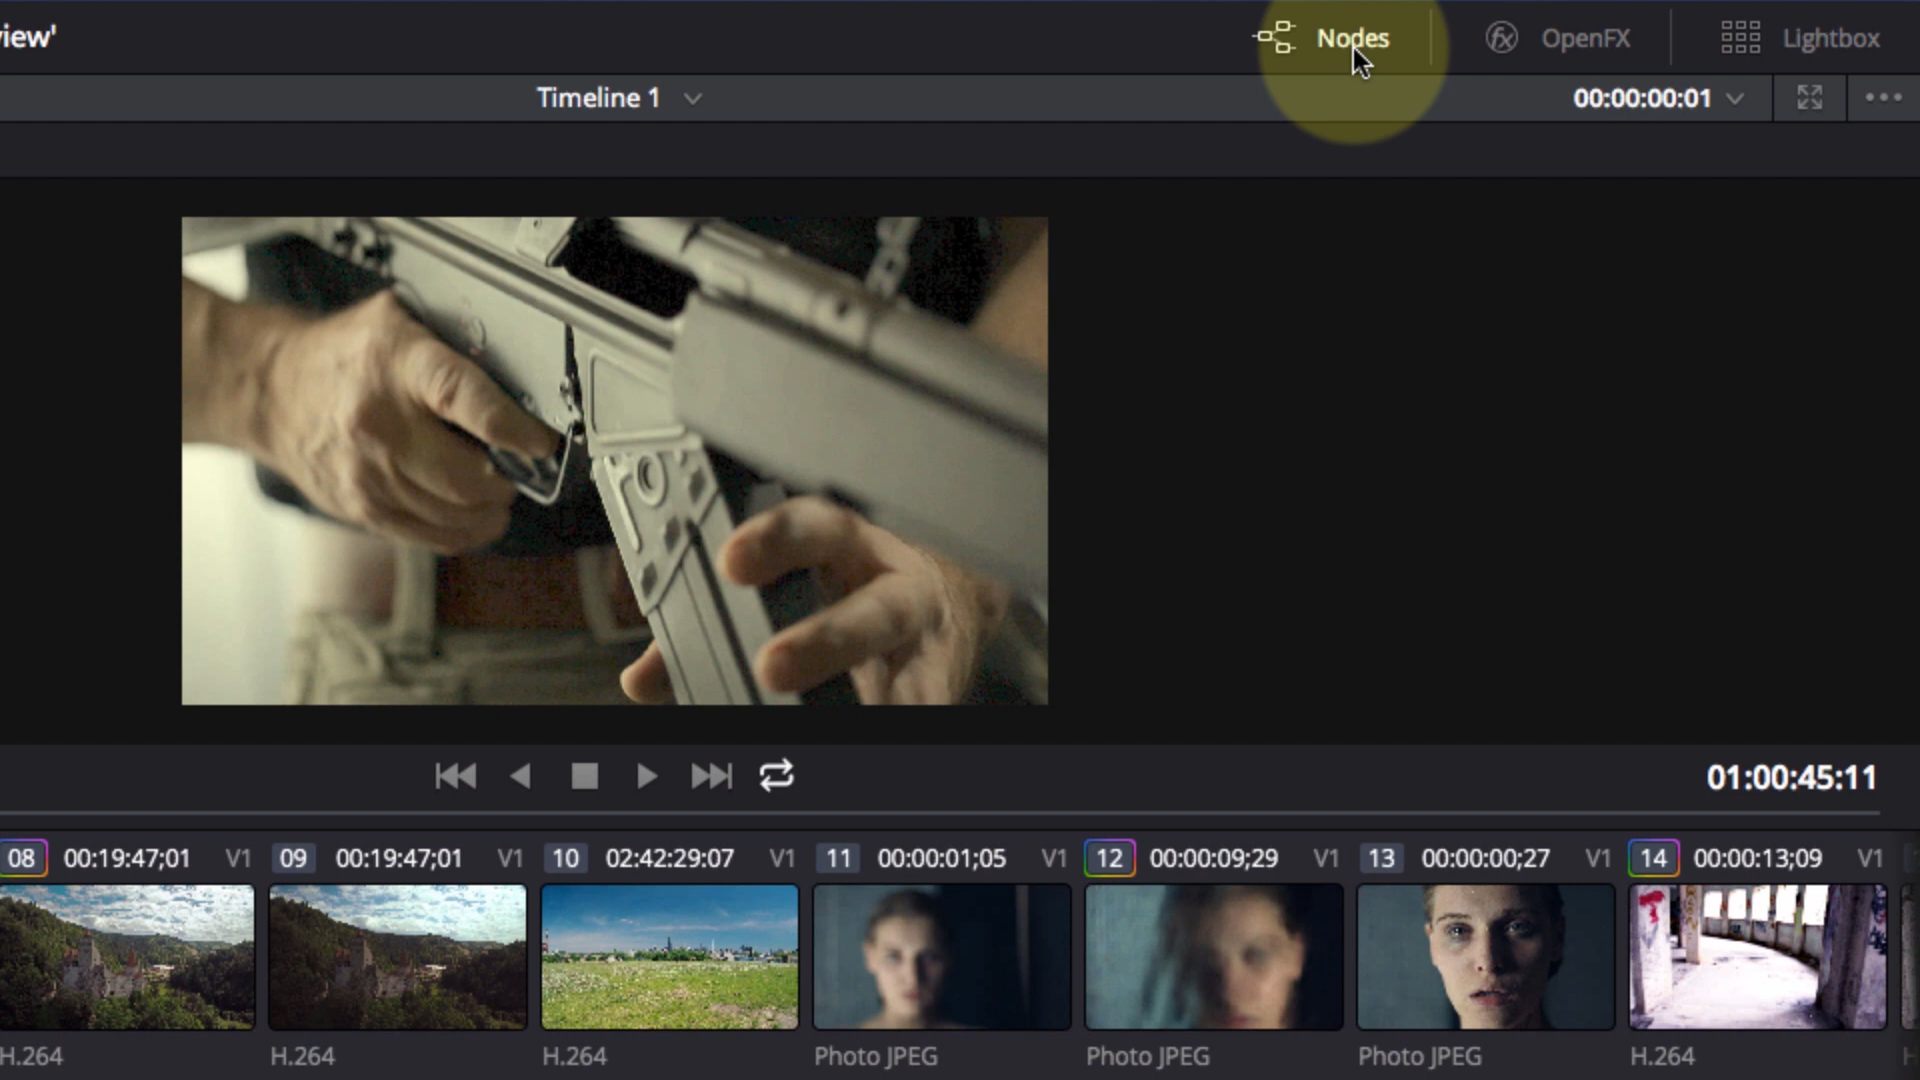 view'
Nodes
OpenFX
Lightbox
Timeline 1
00:00:00:01
01:00:45:11
08 00:19:47;01 V1
09 00:19:47;01 V1
10 02:42:29:07 V1
11 00:00:01;05 V1
12 00:00:09;29 V1
13 00:00:00;27 V1
14 00:00:13;09 V1
H.264
H.264
H.264
Photo JPEG
Photo JPEG
Photo JPEG
H.264